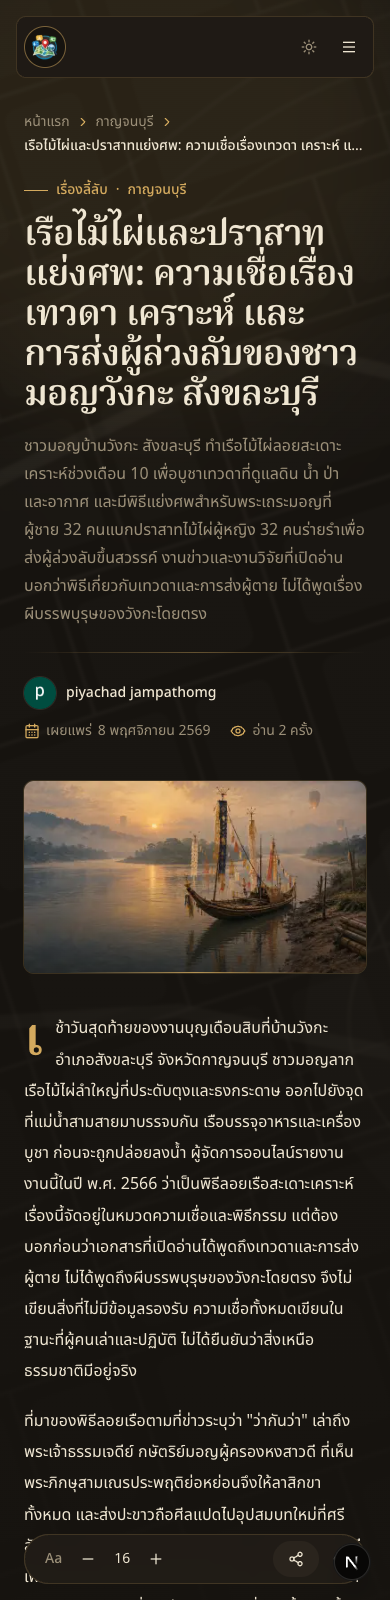 หน้าแรก > กาญจนบุรี >
เรือไม้ไผ่และปราสาทแย่งศพ: ความเชื่อเรื่องเทวดา เคราะห์ แ...
เรื่องลี้ลับ · กาญจนบุรี
เรือไม้ไผ่และปราสาท
แย่งศพ: ความเชื่อเรื่อง
เทวดา เคราะห์ และ
การส่งผู้ล่วงลับของชาว
มอญวังกะ สังขละบุรี
ชาวมอญบ้านวังกะ สังขละบุรี ทำเรือไม้ไผ่ลอยสะเดาะ
เคราะห์ช่วงเดือน 10 เพื่อบูชาเทวดาที่ดูแลดิน น้ำ ป่า
และอากาศ และมีพิธีแย่งศพสำหรับพระเถระมอญที่
ผู้ชาย 32 คนแบกปราสาทไม้ไผ่ผู้หญิง 32 คนร่ายรำเพื่อ
ส่งผู้ล่วงลับขึ้นสวรรค์ งานข่าวและงานวิจัยที่เปิดอ่าน
บอกว่าพิธีเกี่ยวกับเทวดาและการส่งผู้ตาย ไม่ได้พูดเรื่อง
ผีบรรพบุรุษของวังกะโดยตรง
p piyachad jampathomg
เผยแพร่ 8 พฤศจิกายน 2569 อ่าน 2 ครั้ง
เช้าวันสุดท้ายของงานบุญเดือนสิบที่บ้านวังกะ
อำเภอสังขละบุรี จังหวัดกาญจนบุรี ชาวมอญลาก
เรือไม้ไผ่ลำใหญ่ที่ประดับตุงและธงกระดาษ ออกไปยังจุด
ที่แม่น้ำสามสายมาบรรจบกัน เรือบรรจุอาหารและเครื่อง
บูชา ก่อนจะถูกปล่อยลงน้ำ ผู้จัดการออนไลน์รายงาน
งานนี้ในปี พ.ศ. 2566 ว่าเป็นพิธีลอยเรือสะเดาะเคราะห์
เรื่องนี้จัดอยู่ในหมวดความเชื่อและพิธีกรรม แต่ต้อง
บอกก่อนว่าเอกสารที่เปิดอ่านได้พูดถึงเทวดาและการส่ง
ผู้ตาย ไม่ได้พูดถึงผีบรรพบุรุษของวังกะโดยตรง จึงไม่
เขียนสิ่งที่ไม่มีข้อมูลรองรับ ความเชื่อทั้งหมดเขียนใน
ฐานะที่ผู้คนเล่าและปฏิบัติ ไม่ได้ยืนยันว่าสิ่งเหนือ
ธรรมชาติมีอยู่จริง
ที่มาของพิธีลอยเรือตามที่ข่าวระบุว่า "ว่ากันว่า" เล่าถึง
พระเจ้าธรรมเจดีย์ กษัตริย์มอญผู้ครองหงสาวดี ที่เห็น
พระภิกษุสามเณรประพฤติย่อหย่อนจึงให้ลาสิกขา
ทั้งหมด และส่งปะขาวถือศีลแปดไปอุปสมบทใหม่ที่ศรี
Aa − 16 + N